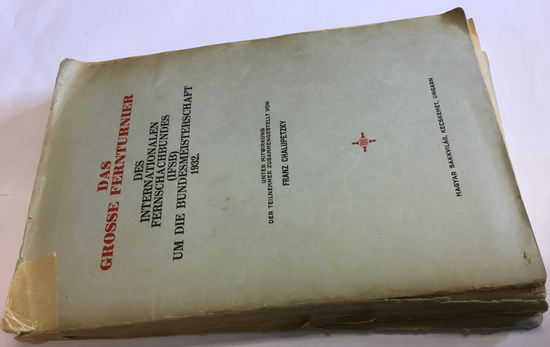 DAS
GROSSE FERNTURNIER
DES
INTERNATIONALEN
FERNSCHACHBUNDES
(IFSB)
UM DIE BUNDESMEISTERSCHAFT
1932.
UNTER MITWIRKUNG
DER TEILNEHMER ZUSAMMENGESTELLT VON
FRANZ CHALUPETZKY
MAGYAR SAKKVILÁG, KECSKEMÉT, UNGARN